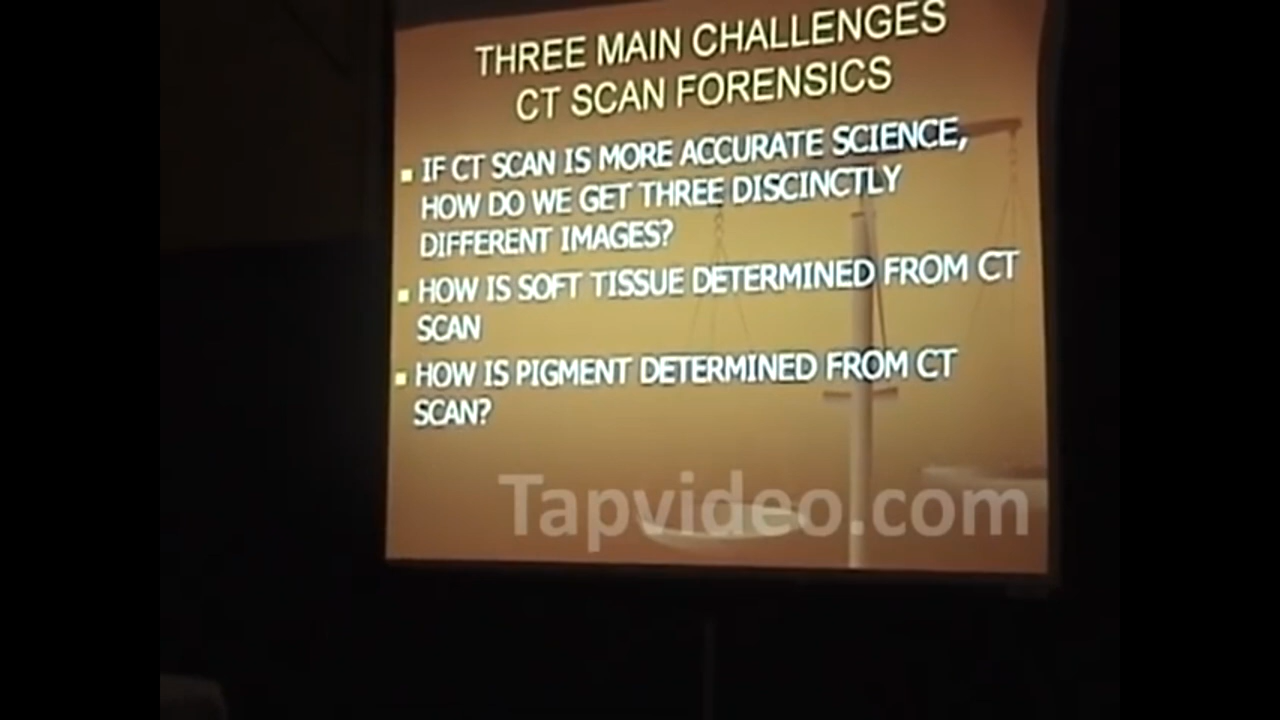 THREE MAIN CHALLENGES
CT SCAN FORENSICS
IF CT SCAN IS MORE ACCURATE SCIENCE,
HOW DO WE GET THREE DISCINCTLY
DIFFERENT IMAGES?
HOW IS SOFT TISSUE DETERMINED FROM CT
SCAN
HOW IS PIGMENT DETERMINED FROM CT
SCAN?
Tapvideo.com